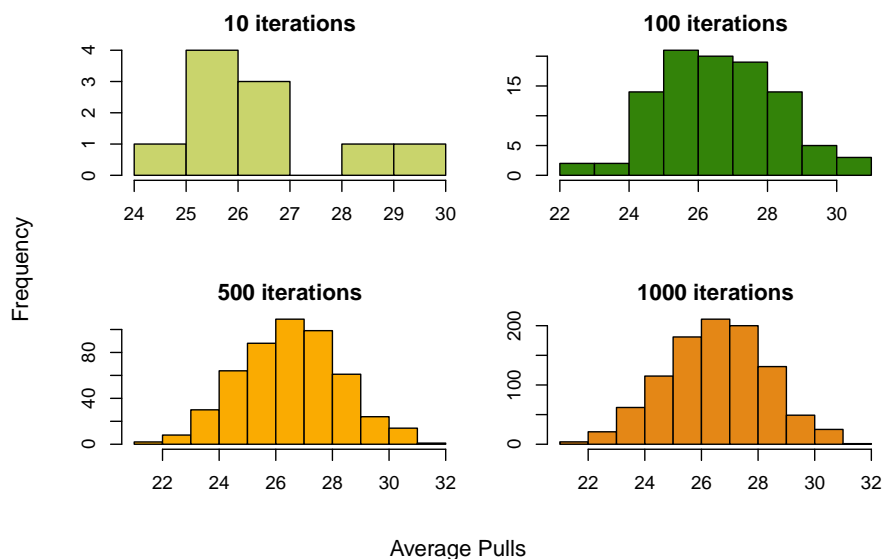 10 iterations
4
3
2
1
0
24 25 26 27 28 29 30
100 iterations
15
5
0
22 24 26 28 30
Frequency
500 iterations
80
40
0
22 24 26 28 30 32
1000 iterations
200
100
0
22 24 26 28 30 32
Average Pulls